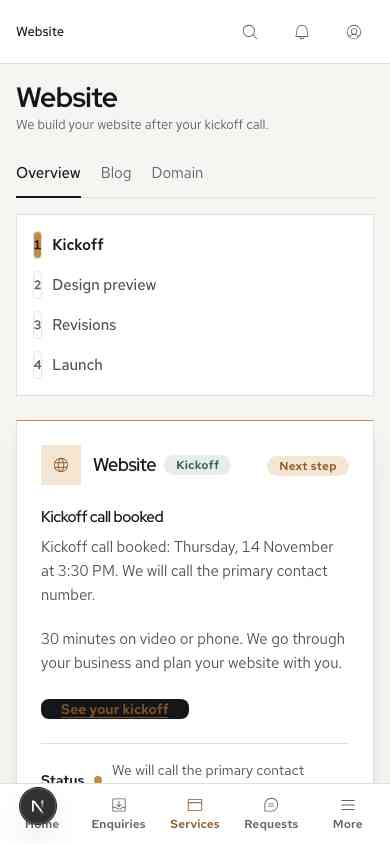 Website
Website
We build your website after your kickoff call.
Overview Blog Domain
1 Kickoff
2 Design preview
3 Revisions
4 Launch
Website Kickoff Next step
Kickoff call booked
Kickoff call booked: Thursday, 14 November
at 3:30 PM. We will call the primary contact
number.
30 minutes on video or phone. We go through
your business and plan your website with you.
See your kickoff
Status We will call the primary contact
N
Home Enquiries Services Requests More